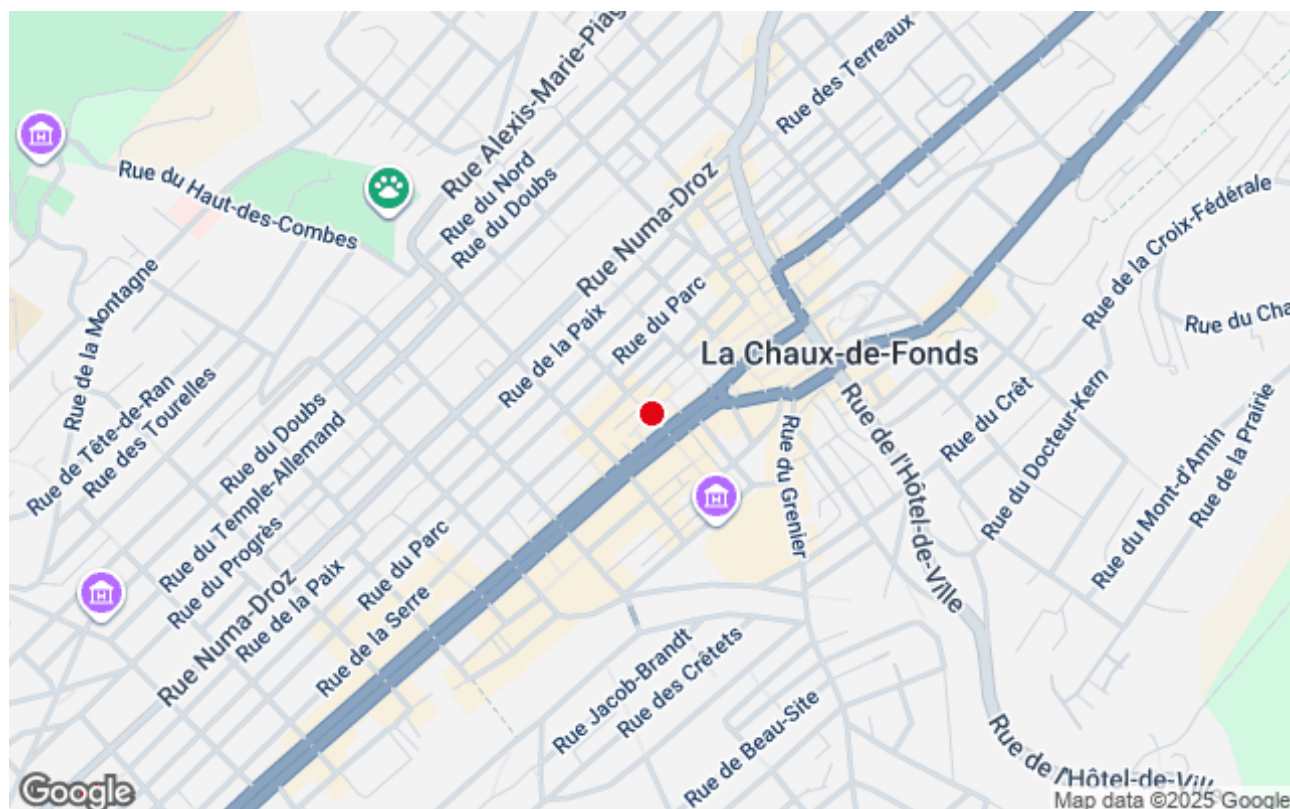 Rue Alexis-Marie-Piag
Rue des Terreaux
Rue du Haut-des-Combes
Rue du Nord
Rue du Doubs
Rue Numa-Droz
Rue de la Croix-Fédérale
Rue de la Montagne
Rue du Parc
Rue de la Paix
Rue du Cha
La Chaux-de-Fonds
Rue de Tête-de-Ran
Rue des Tourelles
Rue du Doubs
Rue du Temple-Allemand
Rue du Progrès
Rue du Grenier
Rue de l'Hôtel-de-Ville
Rue du Crêt
Rue du Docteur-Kern
Rue du Mont-d'Amin
Rue de la Prairie
Rue Numa-Droz
Rue de la Paix
Rue du Parc
Rue de la Serre
Rue Jacob-Brandt
Rue des Crêtets
Rue de Beau-Site
Rue de l'Hôtel-de-Ville
Google
Map data ©2025 Google